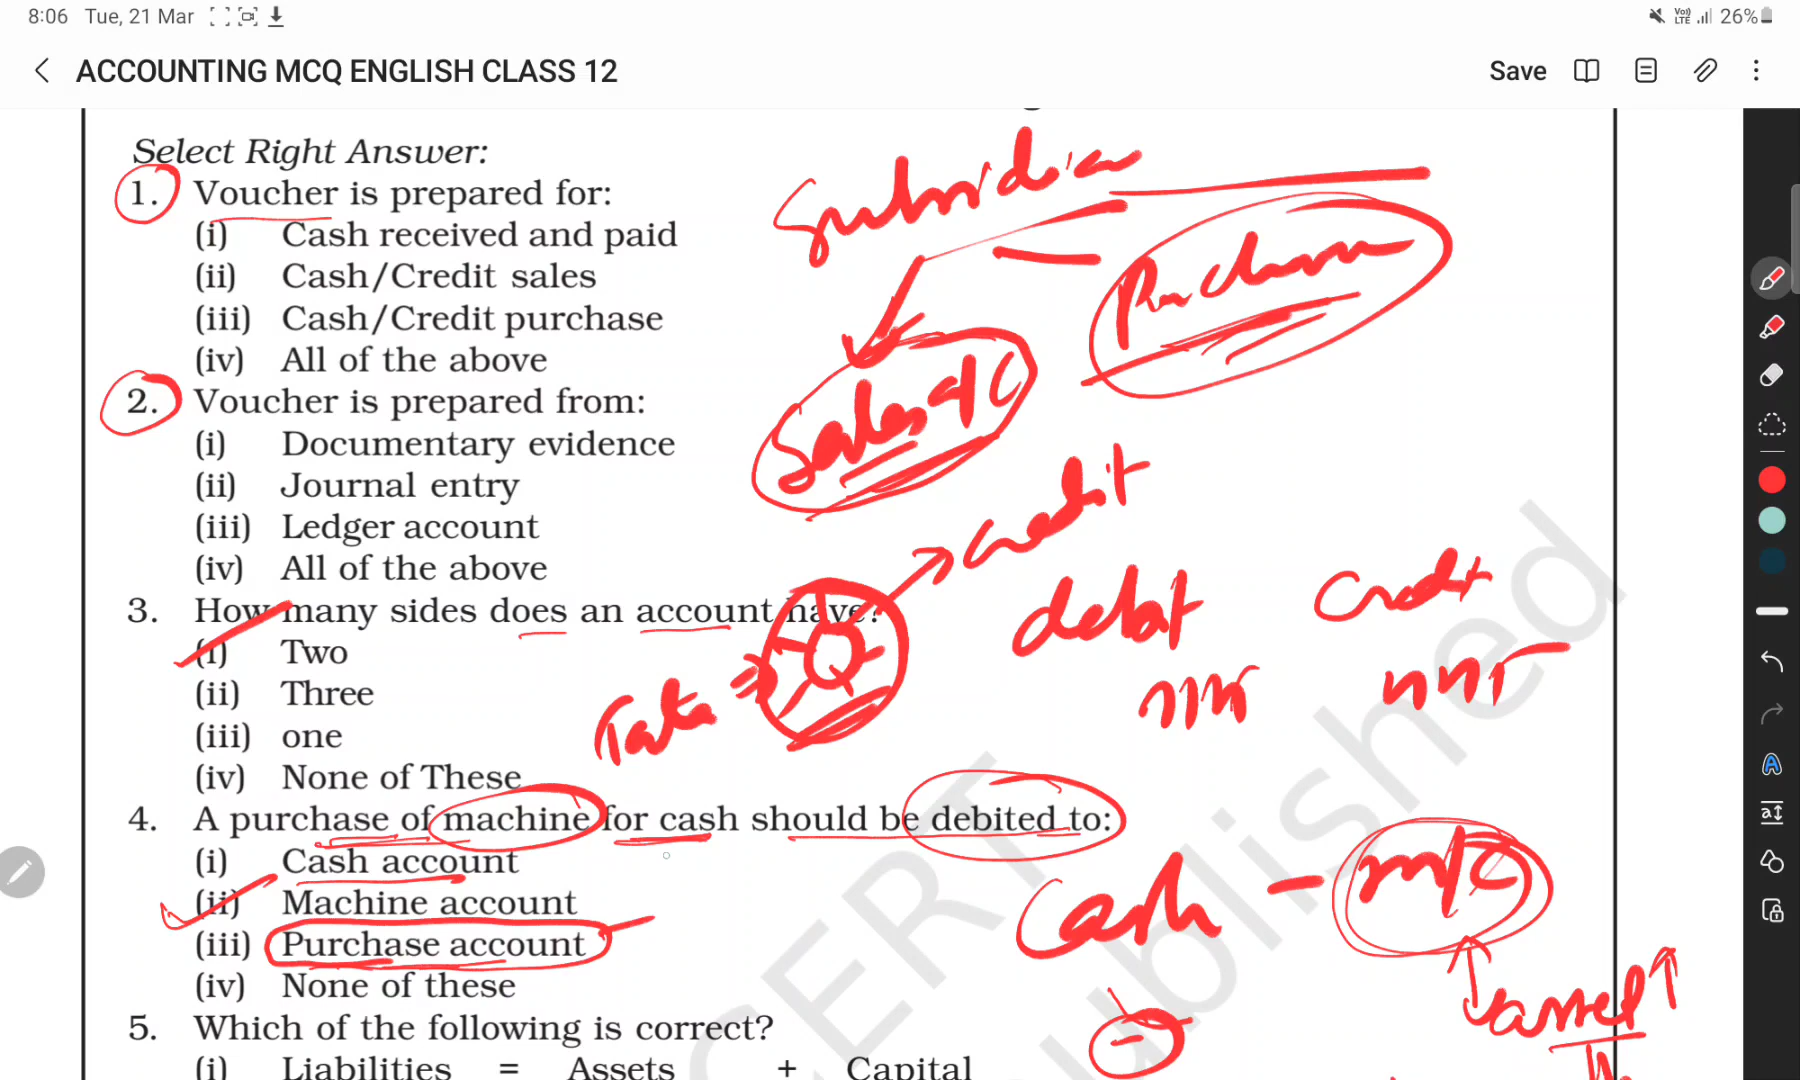 8:06 Tue, 21 Mar
Vo)) LTE 26%
ACCOUNTING MCQ ENGLISH CLASS 12
Save
Select Right Answer:
1. Voucher is prepared for:
(i) Cash received and paid
(ii) Cash/Credit sales
(iii) Cash/Credit purchase
(iv) All of the above
2. Voucher is prepared from:
(i) Documentary evidence
(ii) Journal entry
(iii) Ledger account
(iv) All of the above
3. How many sides does an account have?
(i) Two
(ii) Three
(iii) one
(iv) None of These
4. A purchase of machine for cash should be debited to:
(i) Cash account
(ii) Machine account
(iii) Purchase account
(iv) None of these
5. Which of the following is correct?
(i) Liabilities = Assets + Capital
Sales a/c
credit
debit
Credit
Tata
Cash - m/c